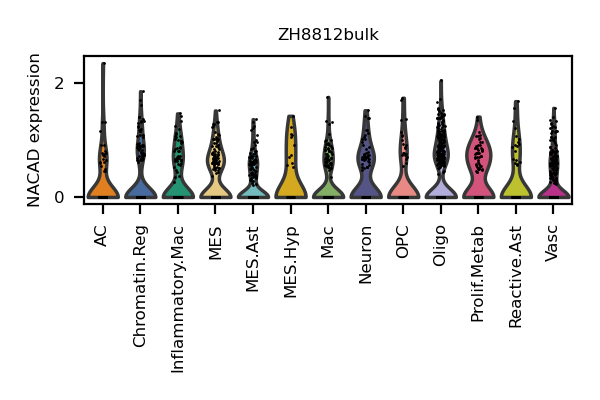 ZH8812bulk
NACAD expression
2
0
AC
Chromatin.Reg
Inflammatory.Mac
MES
MES.Ast
MES.Hyp
Mac
Neuron
OPC
Oligo
Prolif.Metab
Reactive.Ast
Vasc